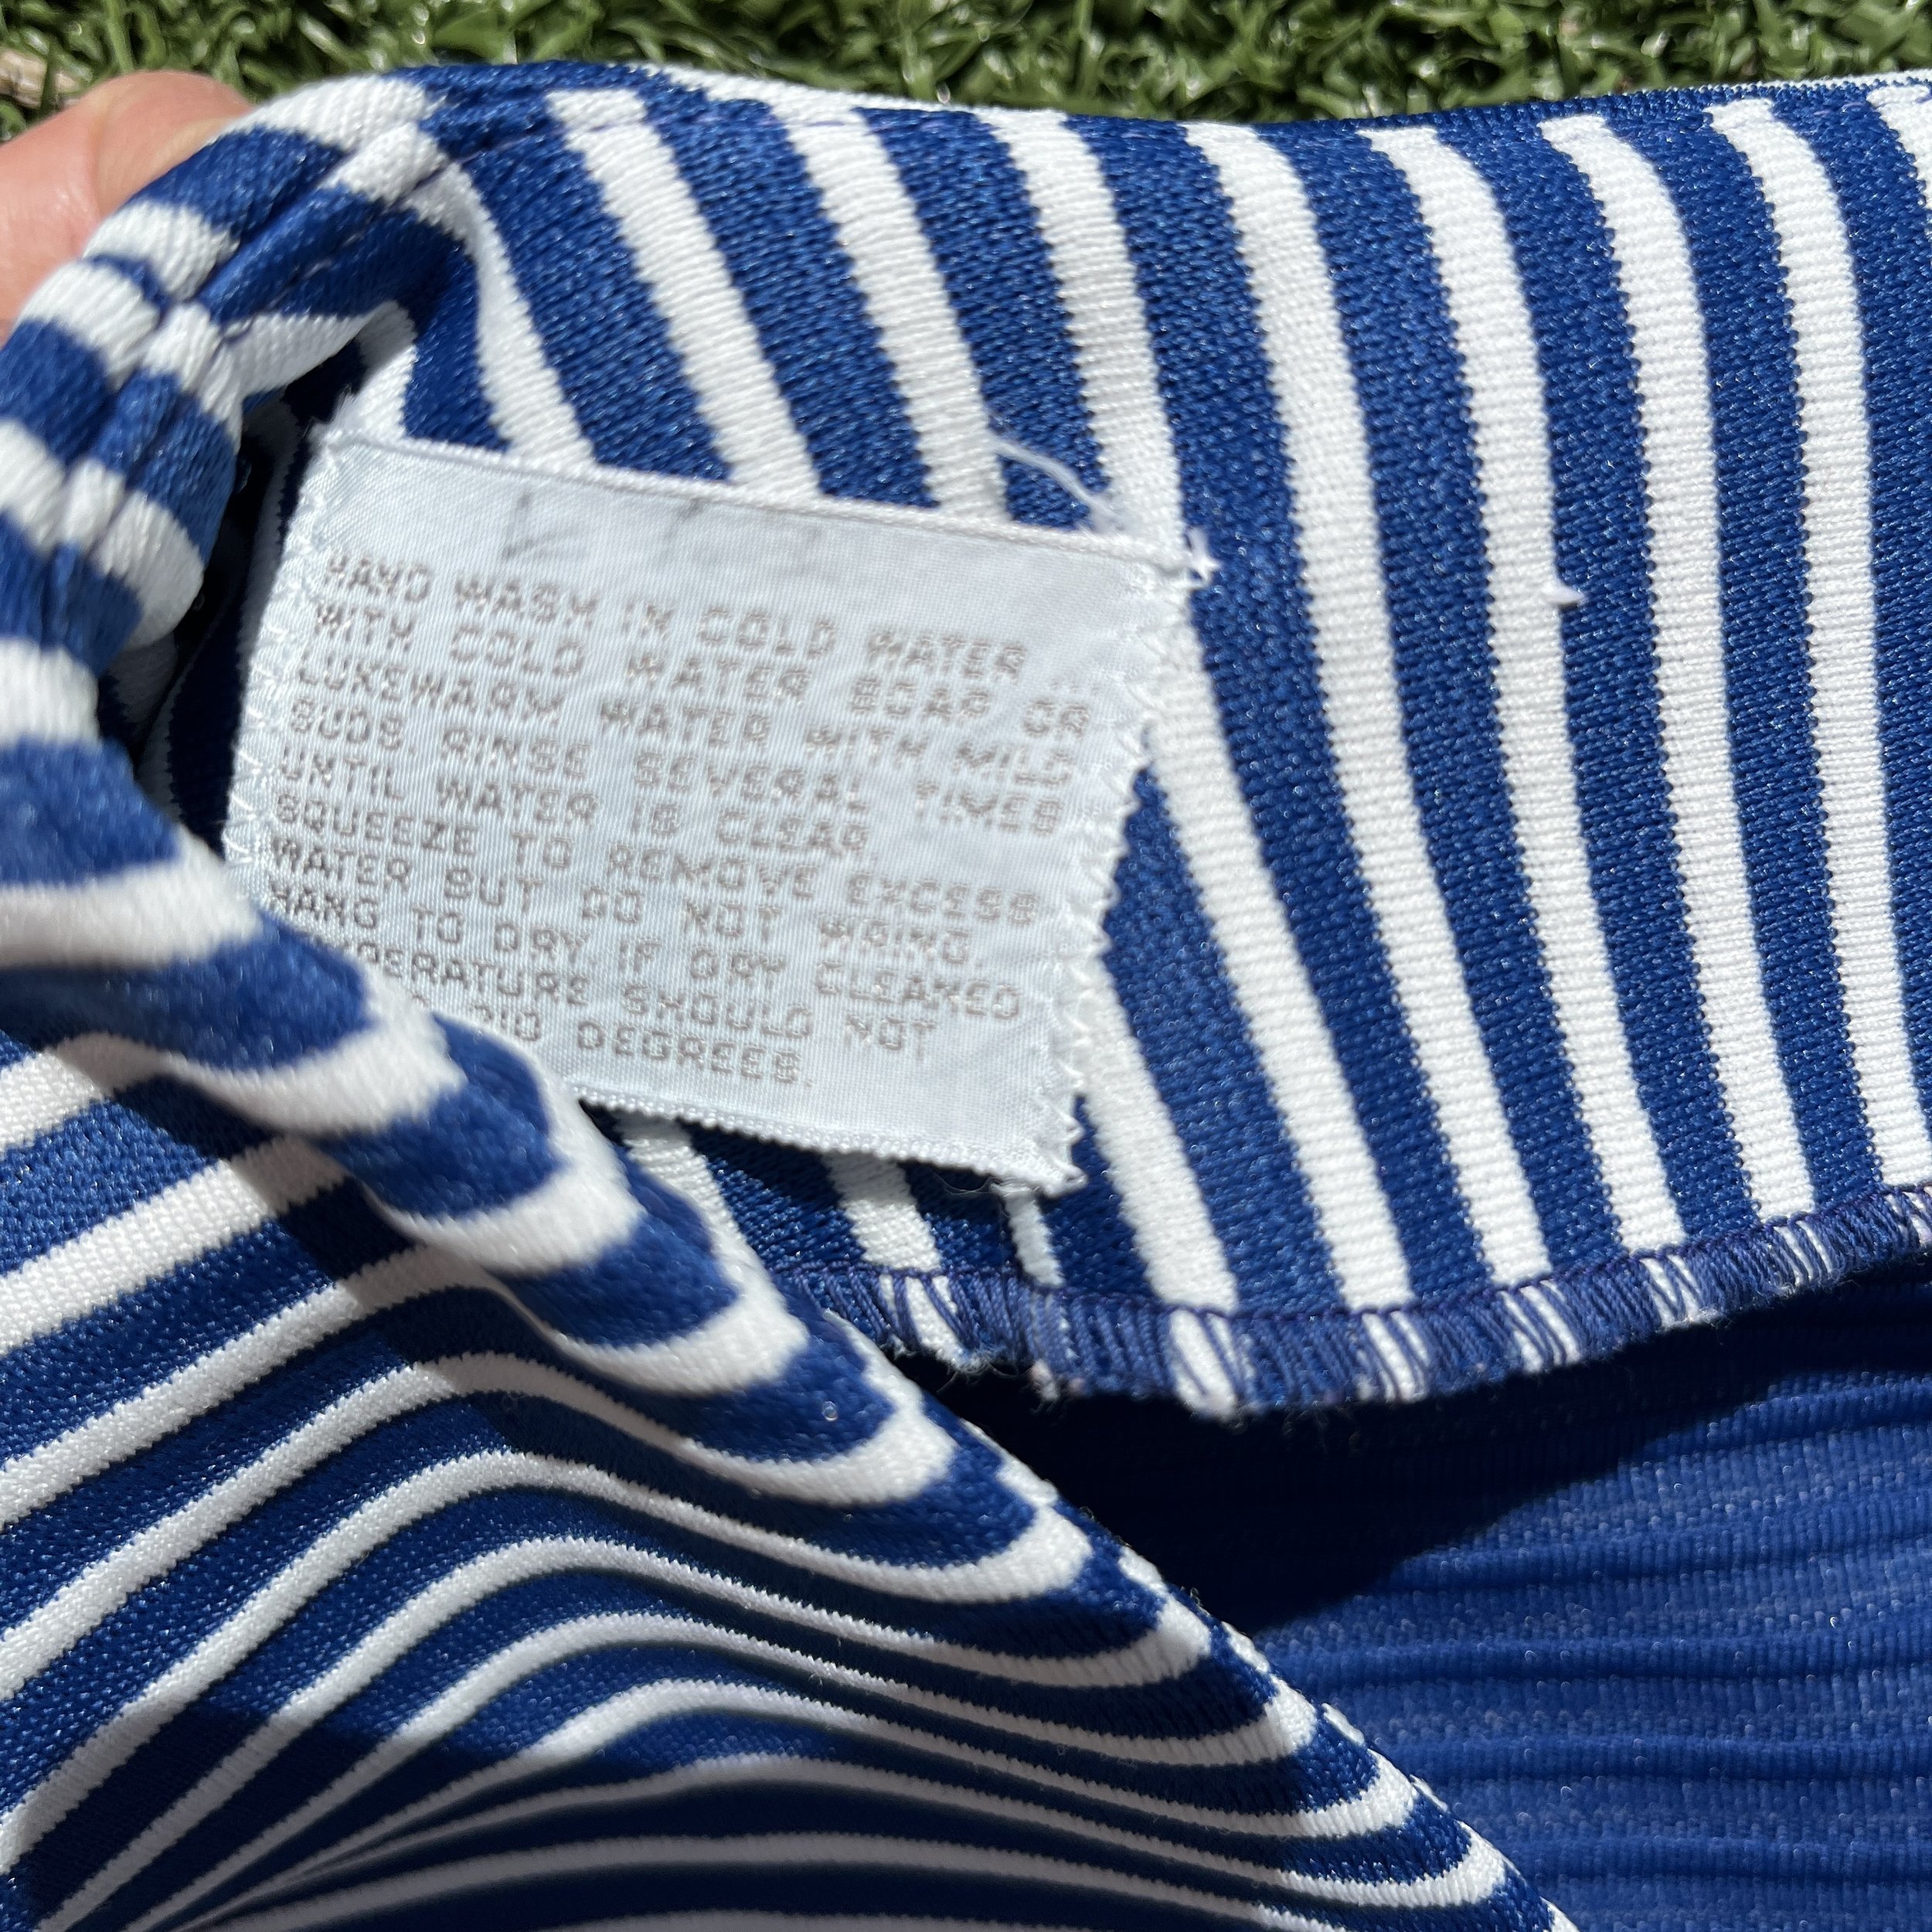 HAND WASH IN COLD WATER
WITH COLD WATER SOAP OR
LUKEWARM WATER WITH MILD
SUDS. RINSE SEVERAL TIMES
UNTIL WATER IS CLEAR.
SQUEEZE TO REMOVE EXCESS
WATER BUT DO NOT WRING.
HANG TO DRY IF DRY CLEANED
PERATURE SHOULD NOT
DEGREES.